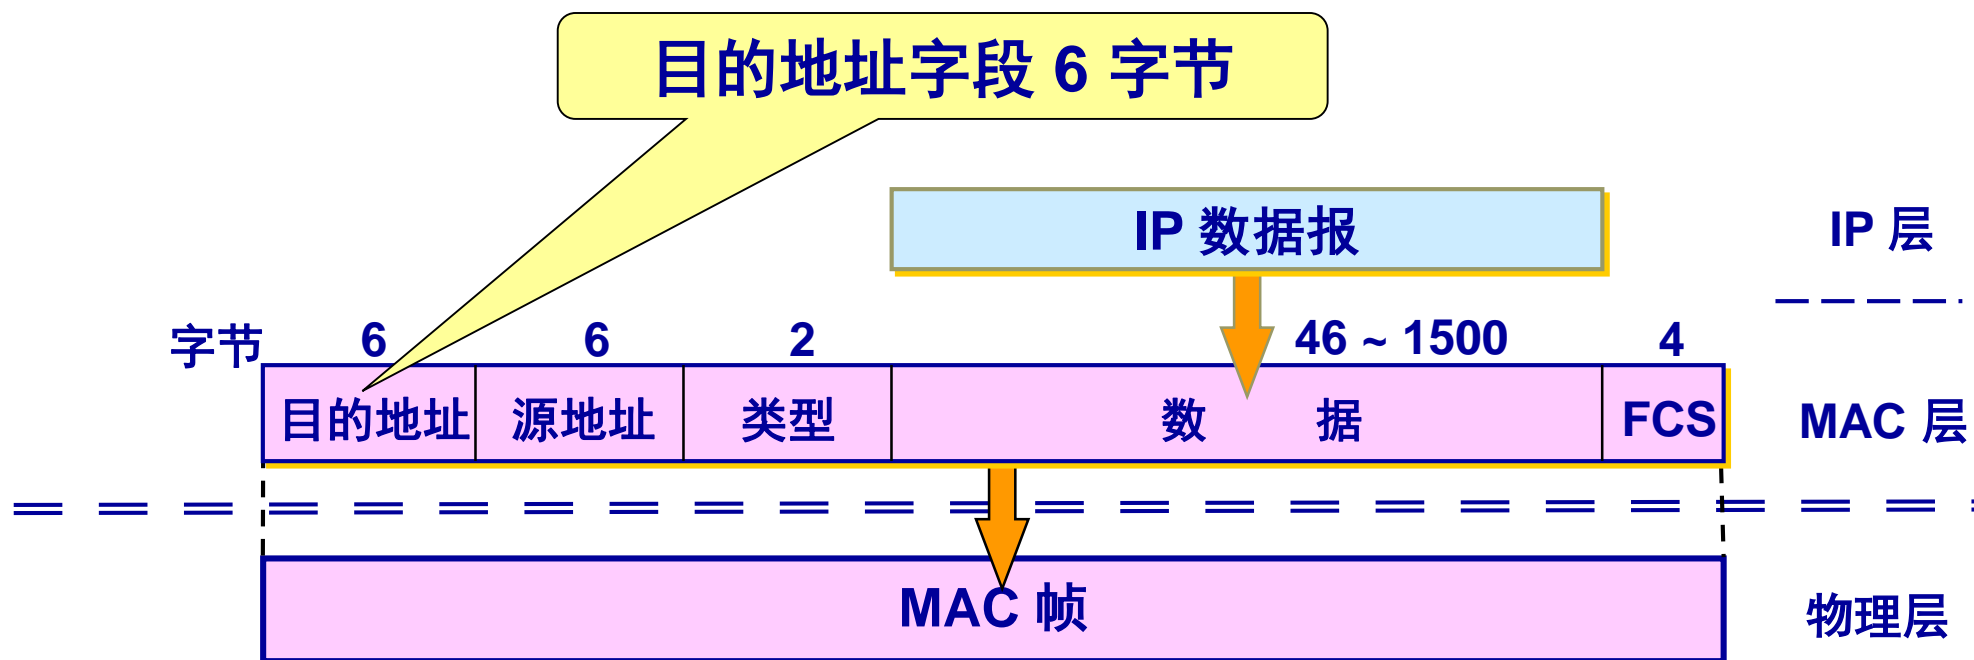 目的地址字段 6 字节
IP 数据报
IP 层
字节 6 6 2 46 ~ 1500 4
目的地址 源地址 类型 数 据 FCS
MAC 层
MAC 帧
物理层